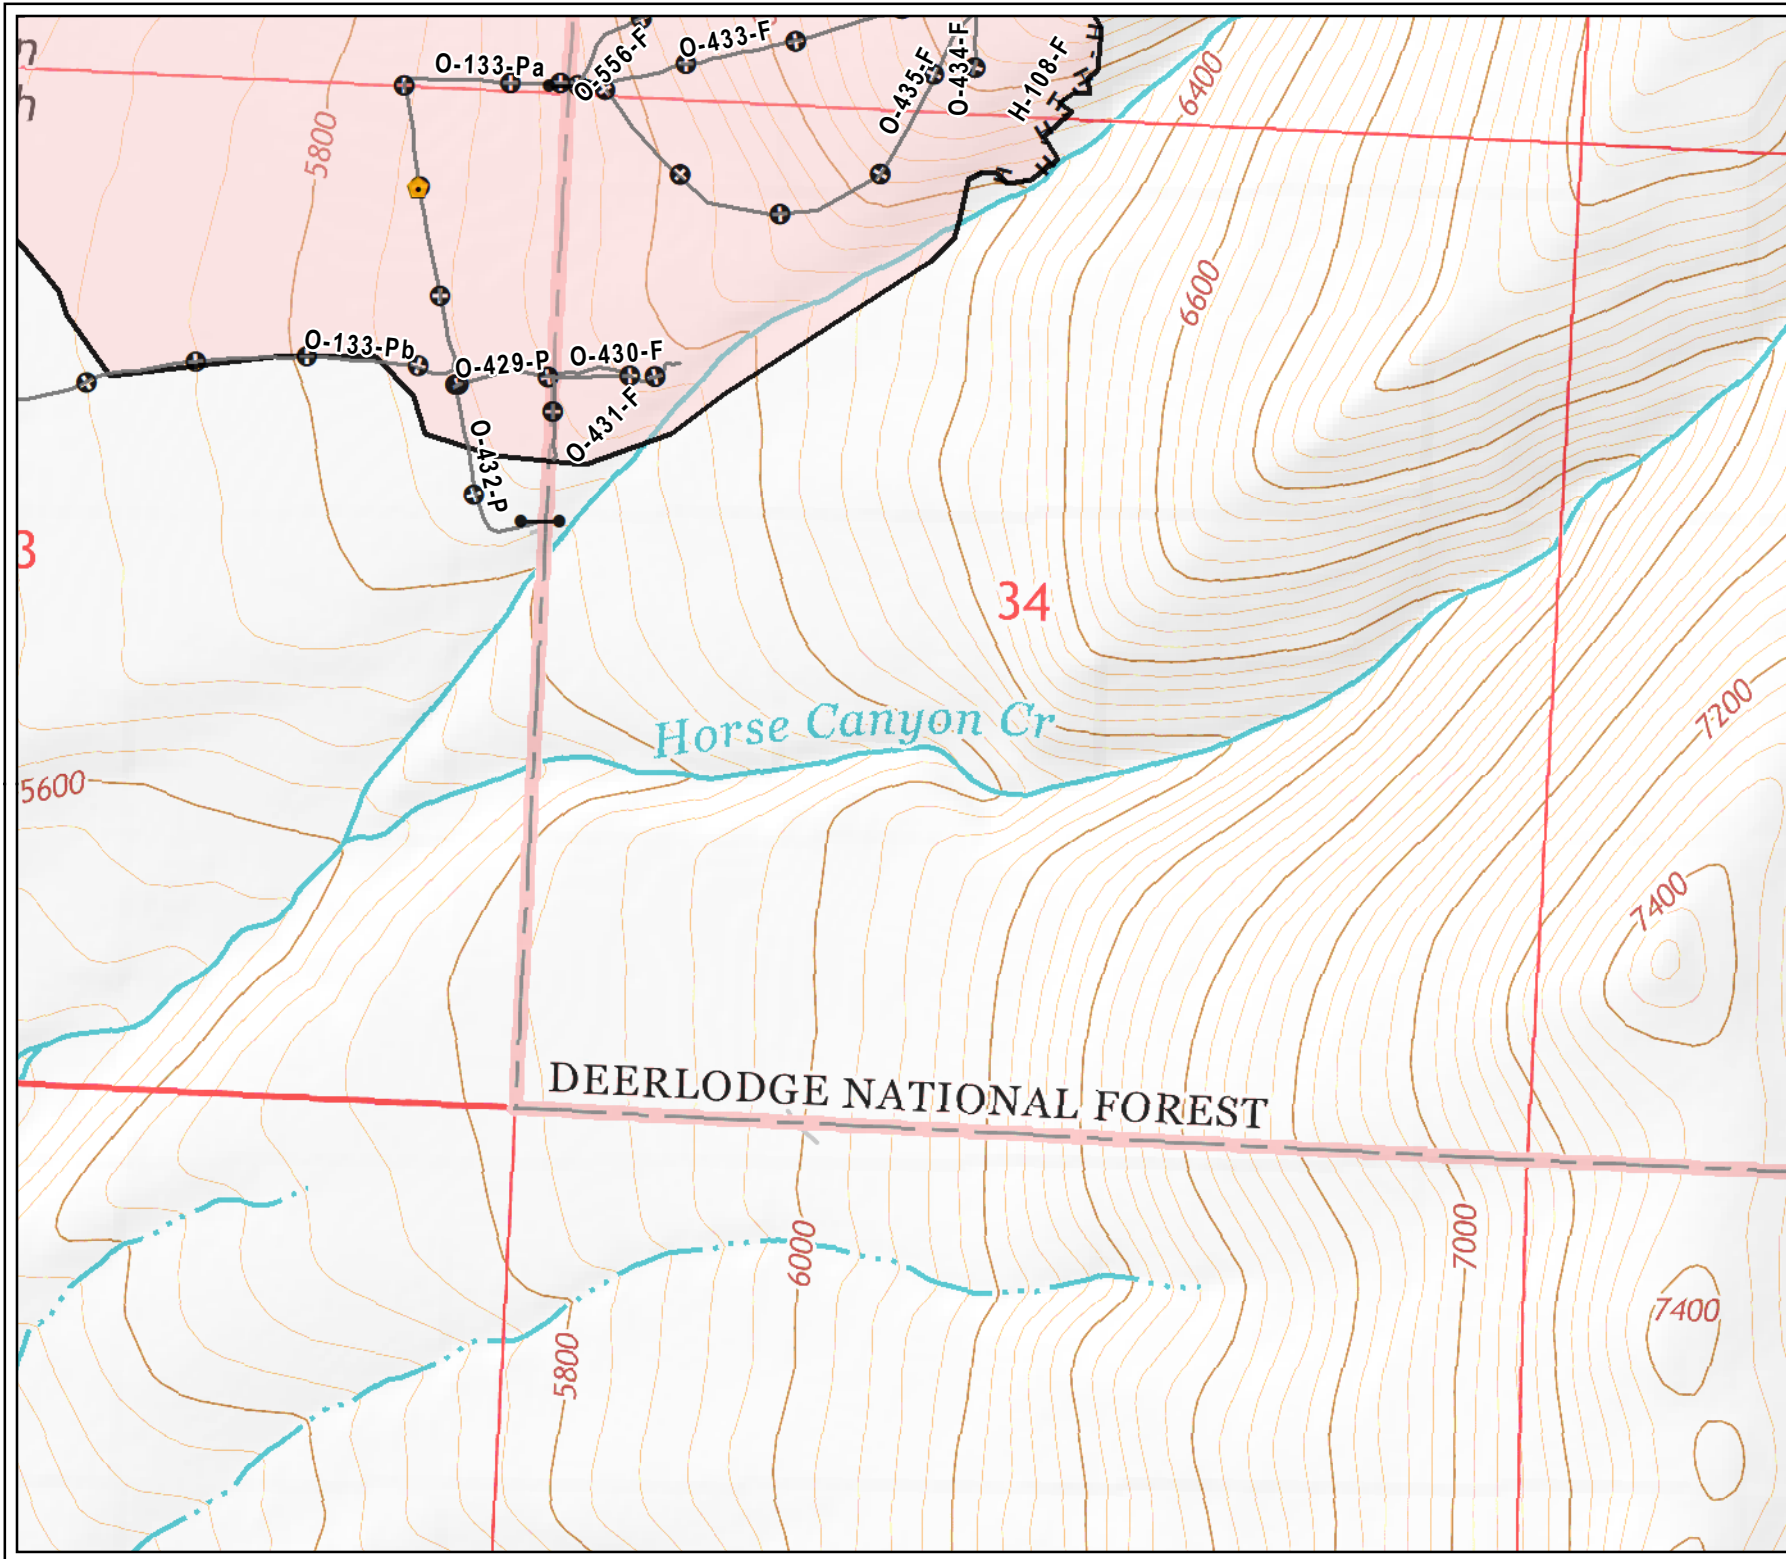 O-556-F
O-433-F
O-434-F
O-133-Pa
O-435-F
H-108-F
6400
5800
6600
O-133-Pb
O-429-P
O-430-F
O-431-F
O-432-P
3
34
7200
Horse Canyon Cr
5600
7400
DEERLODGE NATIONAL FOREST
6000
7000
7400
5800